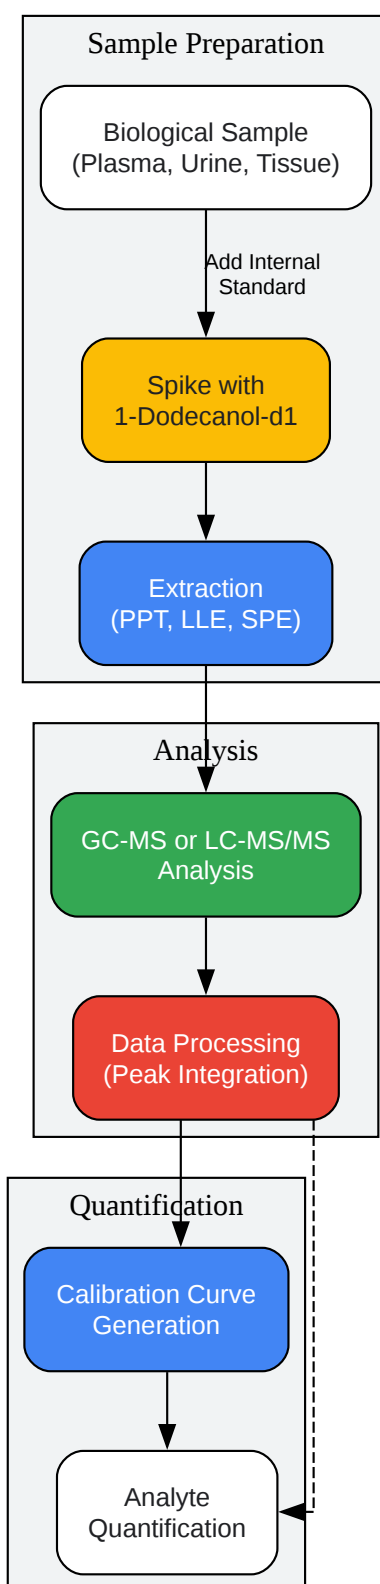 Sample Preparation
Biological Sample
(Plasma, Urine, Tissue)
Add Internal
Standard
Spike with
1-Dodecanol-d1
Extraction
(PPT, LLE, SPE)
Analysis
GC-MS or LC-MS/MS
Analysis
Data Processing
(Peak Integration)
Quantification
Calibration Curve
Generation
Analyte
Quantification